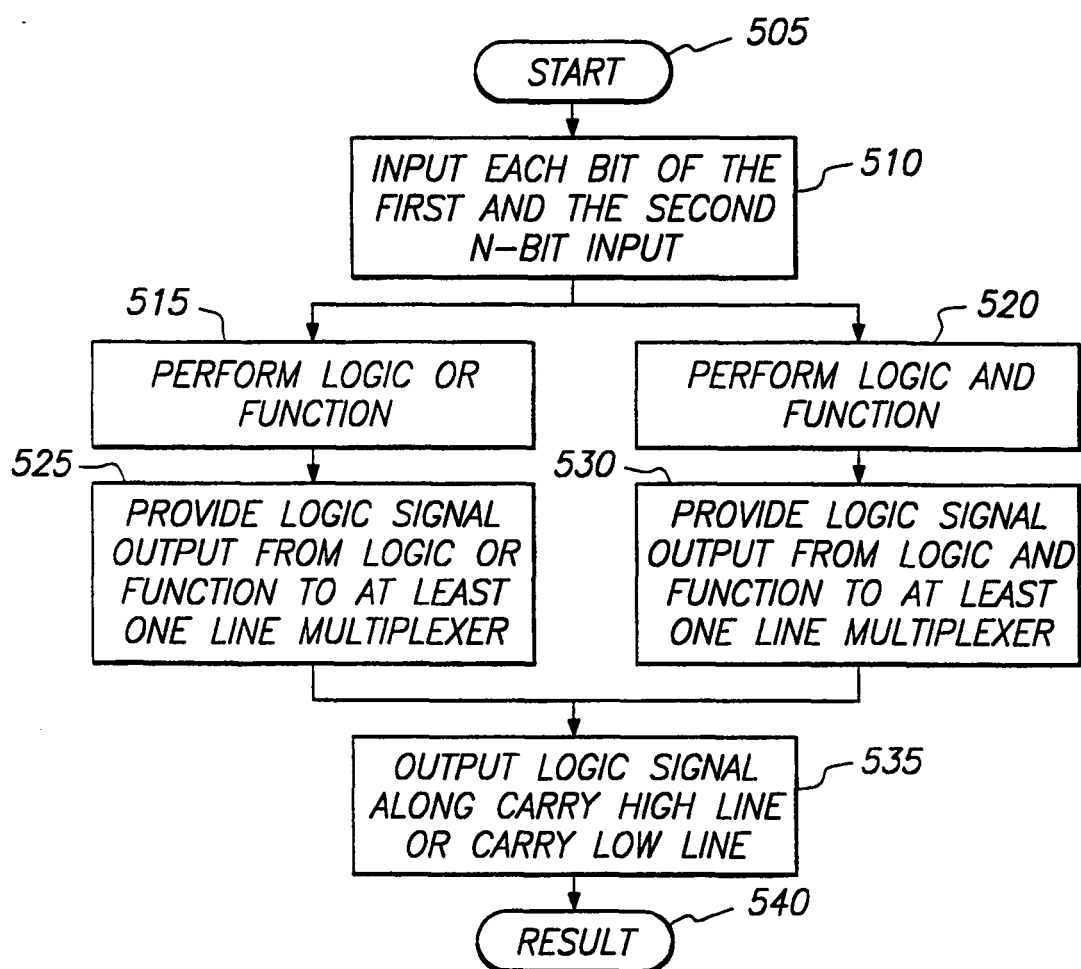 505
START
INPUT EACH BIT OF THE
FIRST AND THE SECOND
N-BIT INPUT
510
515
PERFORM LOGIC OR
FUNCTION
520
PERFORM LOGIC AND
FUNCTION
525
PROVIDE LOGIC SIGNAL
OUTPUT FROM LOGIC OR
FUNCTION TO AT LEAST
ONE LINE MULTIPLEXER
530
PROVIDE LOGIC SIGNAL
OUTPUT FROM LOGIC AND
FUNCTION TO AT LEAST
ONE LINE MULTIPLEXER
OUTPUT LOGIC SIGNAL
ALONG CARRY HIGH LINE
OR CARRY LOW LINE
535
540
RESULT